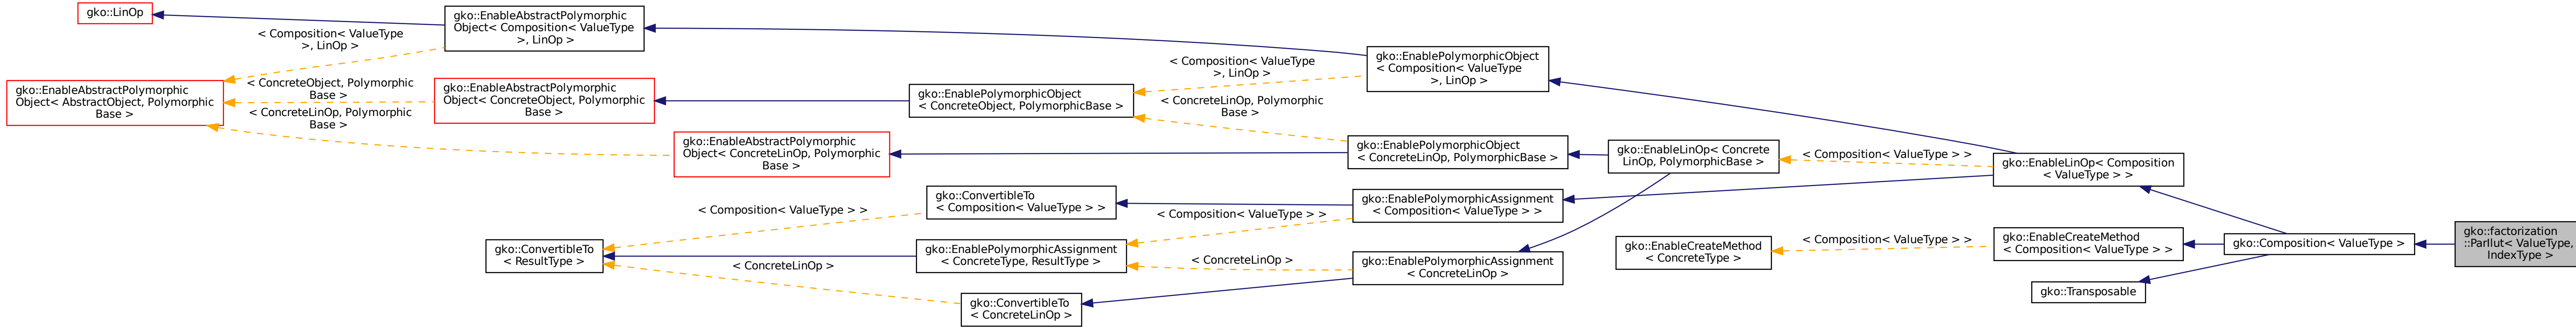 gko::LinOp
gko::EnableAbstractPolymorphic
Object< Composition< ValueType
>, LinOp >
< Composition< ValueType
>, LinOp >
gko::EnableAbstractPolymorphic
Object< AbstractObject, Polymorphic
Base >
< ConcreteObject, Polymorphic
Base >
< ConcreteLinOp, Polymorphic
Base >
gko::EnableAbstractPolymorphic
Object< ConcreteObject, Polymorphic
Base >
gko::EnableAbstractPolymorphic
Object< ConcreteLinOp, Polymorphic
Base >
gko::EnablePolymorphicObject
< ConcreteObject, PolymorphicBase >
< Composition< ValueType
>, LinOp >
< ConcreteLinOp, Polymorphic
Base >
gko::EnablePolymorphicObject
< Composition< ValueType
>, LinOp >
gko::EnablePolymorphicObject
< ConcreteLinOp, PolymorphicBase >
gko::EnableLinOp< Concrete
LinOp, PolymorphicBase >
< Composition< ValueType > >
gko::EnableLinOp< Composition
< ValueType > >
gko::ConvertibleTo
< ResultType >
< Composition< ValueType > >
< ConcreteLinOp >
gko::ConvertibleTo
< Composition< ValueType > >
gko::EnablePolymorphicAssignment
< ConcreteType, ResultType >
gko::ConvertibleTo
< ConcreteLinOp >
< Composition< ValueType > >
< ConcreteLinOp >
gko::EnablePolymorphicAssignment
< Composition< ValueType > >
gko::EnablePolymorphicAssignment
< ConcreteLinOp >
gko::EnableCreateMethod
< ConcreteType >
< Composition< ValueType > >
gko::EnableCreateMethod
< Composition< ValueType > >
gko::Transposable
gko::Composition< ValueType >
gko::factorization
::ParIlut< ValueType,
IndexType >